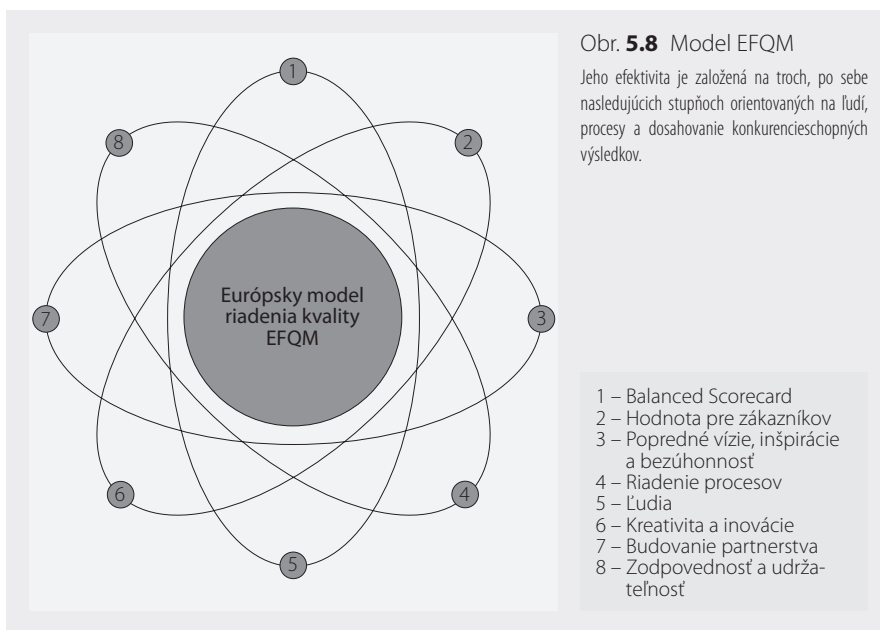 Obr. 5.8 Model EFQM
Jeho efektivita je založená na troch, po sebe
nasledujúcich stupňoch orientovaných na ľudí,
procesy a dosahovanie konkurencieschopných
výsledkov.
1
2
3
4
5
6
7
8
Európsky model
riadenia kvality
EFQM
1 – Balanced Scorecard
2 – Hodnota pre zákazníkov
3 – Popredné vízie, inšpirácie
a bezúhonnosť
4 – Riadenie procesov
5 – Ľudia
6 – Kreativita a inovácie
7 – Budovanie partnerstva
8 – Zodpovednosť a udrža-
teľnosť